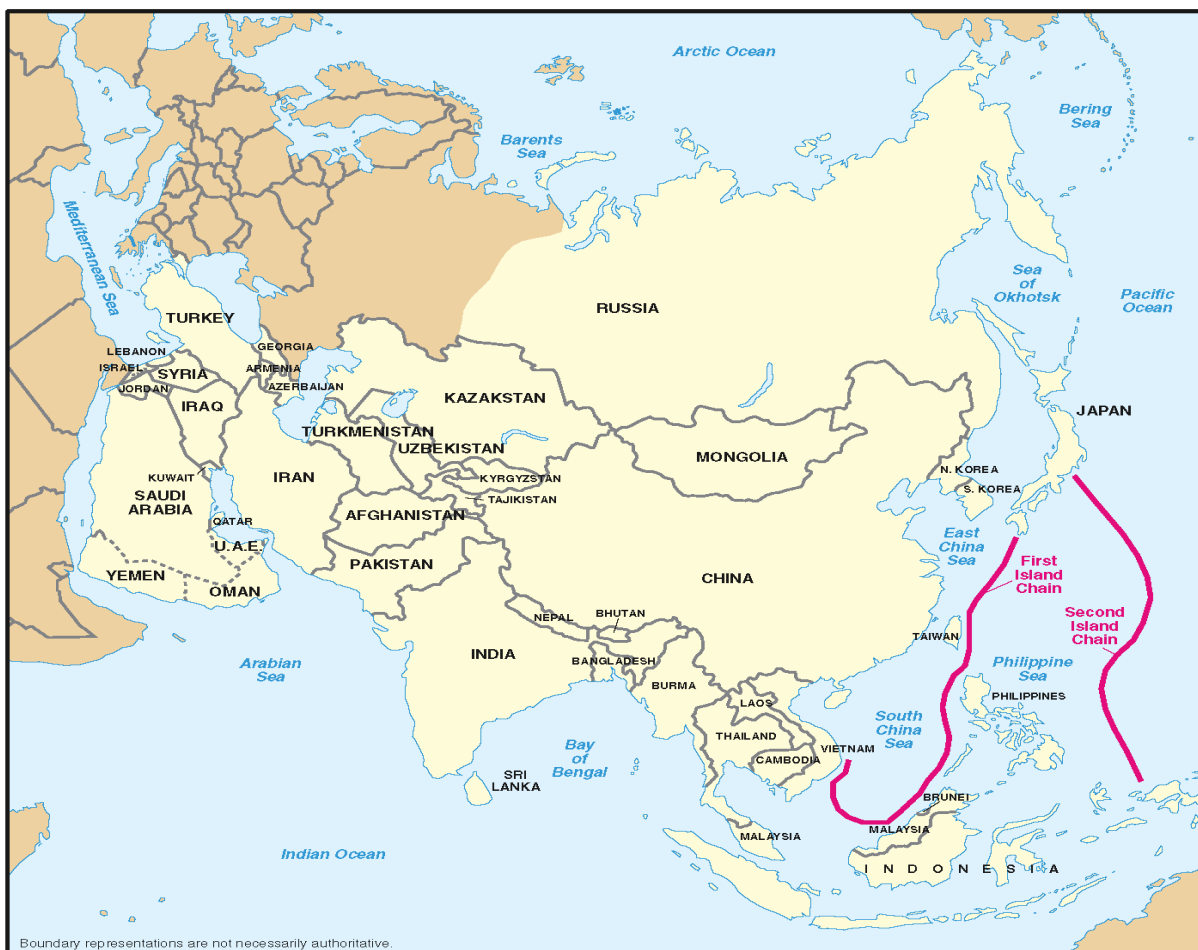 Arctic Ocean
Bering
Sea
Barents
Sea
Mediterranean Sea
Sea
of
Okhotsk
Pacific
Ocean
RUSSIA
TURKEY
GEORGIA
LEBANON
ISRAEL
SYRIA
ARMENIA
JORDAN
AZERBAIJAN
IRAQ
KAZAKSTAN
JAPAN
TURKMENISTAN
UZBEKISTAN
MONGOLIA
KUWAIT
IRAN
KYRGYZSTAN
N. KOREA
S. KOREA
SAUDI
ARABIA
TAJIKISTAN
QATAR
AFGHANISTAN
U.A.E.
East
China
Sea
PAKISTAN
First
Island
Chain
YEMEN
OMAN
CHINA
NEPAL
BHUTAN
Second
Island
Chain
TAIWAN
INDIA
BANGLADESH
Arabian
Sea
Philippine
Sea
BURMA
PHILIPPINES
LAOS
South
China
Sea
THAILAND
VIETNAM
CAMBODIA
Bay
of
Bengal
SRI
LANKA
BRUNEI
MALAYSIA
MALAYSIA
Indian Ocean
INDONESIA
Boundary representations are not necessarily authoritative.